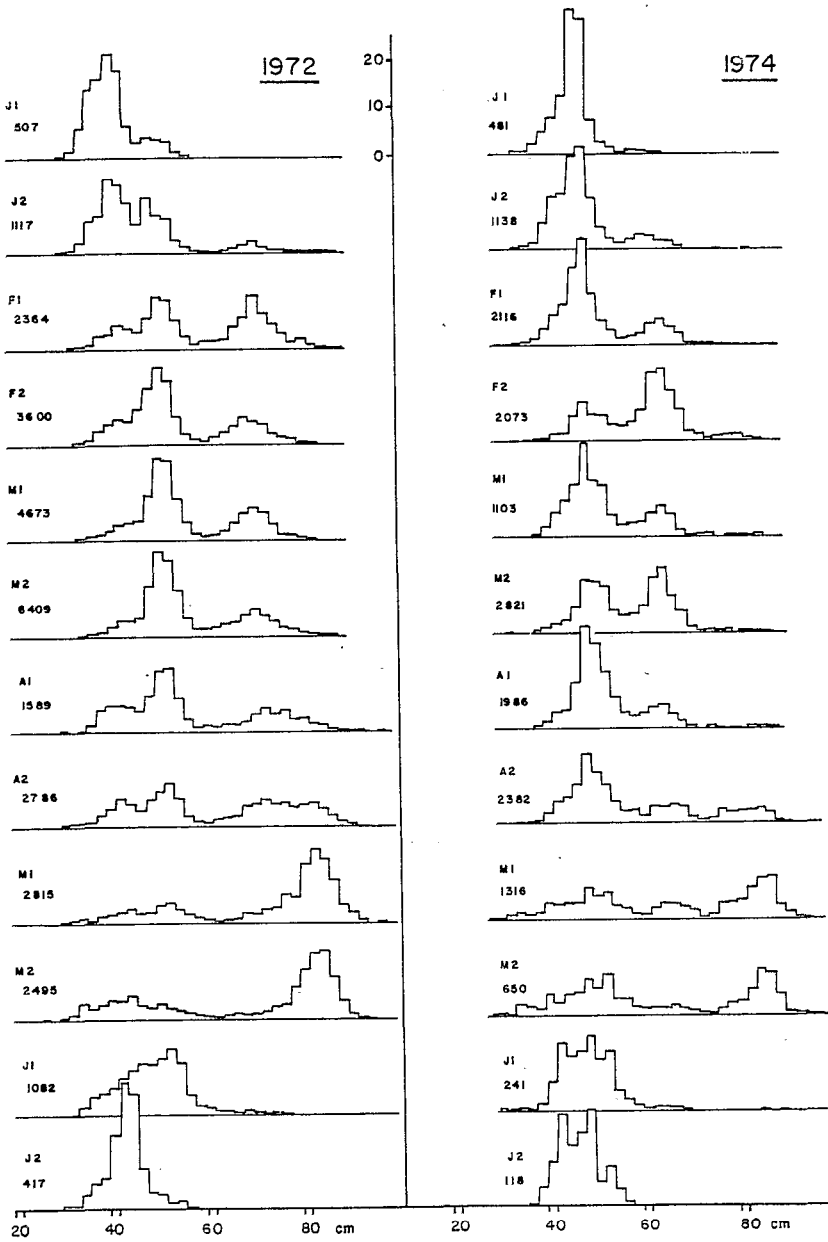 1972
J1
507
J2
1117
F1
2364
F2
3600
M1
4673
M2
6409
A1
1589
A2
2786
M1
2815
M2
2495
J1
1082
J2
417
20 40 60 80 cm
20
10
0
1974
J1
481
J2
1138
F1
2116
F2
2073
M1
1103
M2
2821
A1
1986
A2
2382
M1
1316
M2
650
J1
241
J2
118
20 40 60 80 cm